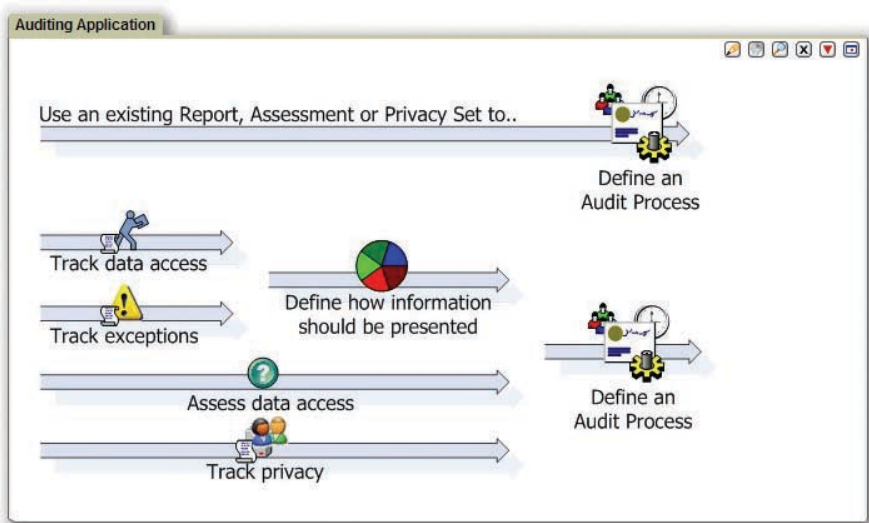 Auditing Application
Use an existing Report, Assessment or Privacy Set to..
Define an
Audit Process
Track data access
Define how information
should be presented
Track exceptions
Assess data access
Define an
Audit Process
Track privacy